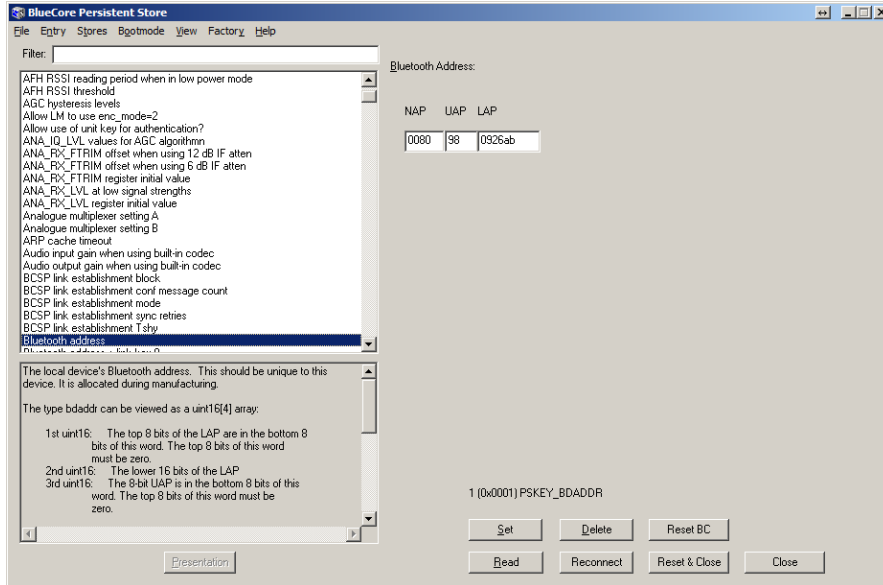 BlueCore Persistent Store
File Entry Stores Bootmode View Factory Help
Filter:
AFH RSSI reading period when in low power mode
AFH RSSI threshold
AGC hysteresis levels
Allow LM to use enc_mode=2
Allow use of unit key for authentication?
ANA_IQ_LVL values for AGC algorithmn
ANA_RX_FTRIM offset when using 12 dB IF atten
ANA_RX_FTRIM offset when using 6 dB IF atten
ANA_RX_FTRIM register initial value
ANA_RX_LVL at low signal strengths
ANA_RX_LVL register initial value
Analogue multiplexer setting A
Analogue multiplexer setting B
ARP cache timeout
Audio input gain when using built-in codec
Audio output gain when using built-in codec
BCSP link establishment block
BCSP link establishment conf message count
BCSP link establishment mode
BCSP link establishment sync retries
BCSP link establishment Tshy
Bluetooth address
The local device's Bluetooth address. This should be unique to this
device. It is allocated during manufacturing.
The type bdaddr can be viewed as a uint16[4] array:
1st uint16: The top 8 bits of the LAP are in the bottom 8
bits of this word. The top 8 bits of this word
must be zero.
2nd uint16: The lower 16 bits of the LAP
3rd uint16: The 8-bit UAP is in the bottom 8 bits of this
word. The top 8 bits of this word must be
zero.
Presentation
Bluetooth Address:
NAP UAP LAP
0080 98 0926ab
1 (0x0001) PSKEY_BDADDR
Set Delete Reset BC
Read Reconnect Reset & Close Close